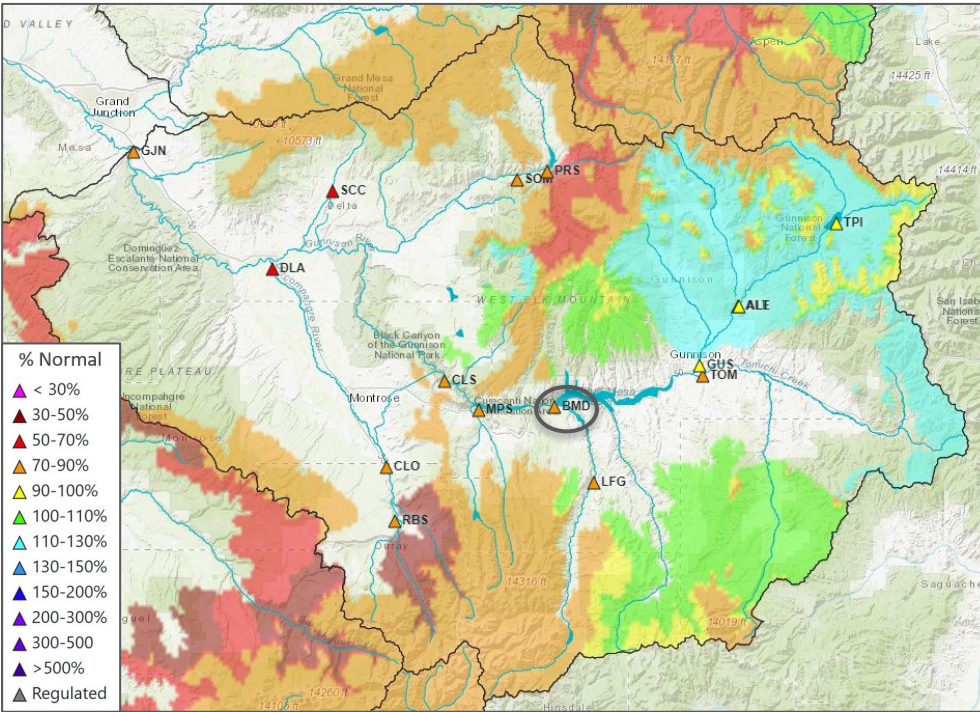 D VALLEY
Aspen
Lake
14425 ft
Grand Mesa
National
Forest
Grand
Junction
Mesa
GJN
10573 ft
SOM
PRS
14414 ft
SCC
Delta
Gunnison
National
Forest
TPI
Dominguez
Escalante National
Conservation Area
DLA
Gunnison
WEST ELK MOUNTAIN
ALE
San Isabel
National
Forest
Black Canyon
of the Gunnison
National Park
Gunnison
GUS
TOM
Tomichi Creek
CLS
Montrose
MPS
BMD
CLO
LFG
RBS
Ouray
14316 ft
Saguache
14019 ft
14260 ft
Hinsdale
% Normal
< 30%
30-50%
50-70%
70-90%
90-100%
100-110%
110-130%
130-150%
150-200%
200-300%
300-500
>500%
Regulated